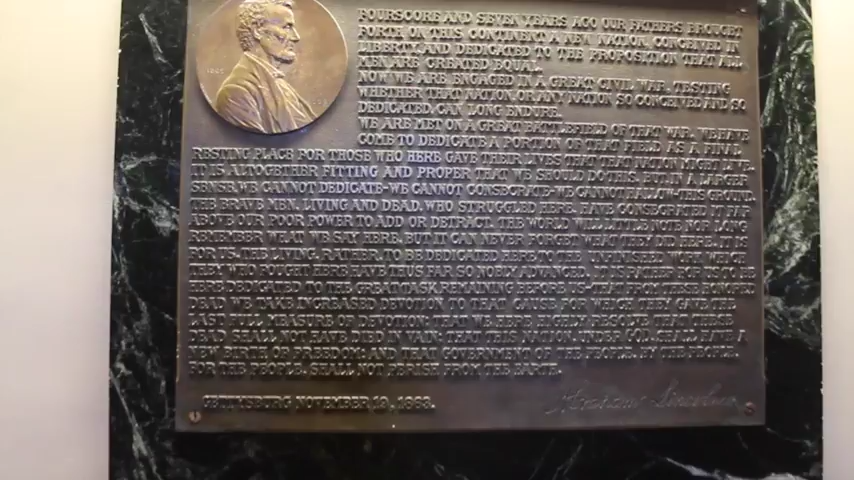 FOURSCORE AND SEVEN YEARS AGO OUR FATHERS BROUGHT
FORTH ON THIS CONTINENT A NEW NATION, CONCEIVED IN
LIBERTY, AND DEDICATED TO THE PROPOSITION THAT ALL
MEN ARE CREATED EQUAL.
NOW WE ARE ENGAGED IN A GREAT CIVIL WAR, TESTING
WHETHER THAT NATION, OR ANY NATION SO CONCEIVED AND SO
DEDICATED, CAN LONG ENDURE.
WE ARE MET ON A GREAT BATTLEFIELD OF THAT WAR. WE HAVE
COME TO DEDICATE A PORTION OF THAT FIELD AS A FINAL
RESTING PLACE FOR THOSE WHO HERE GAVE THEIR LIVES THAT THAT NATION MIGHT LIVE.
IT IS ALTOGETHER FITTING AND PROPER THAT WE SHOULD DO THIS. BUT IN A LARGER
SENSE, WE CANNOT DEDICATE-WE CANNOT CONSECRATE-WE CANNOT HALLOW-THIS GROUND.
THE BRAVE MEN, LIVING AND DEAD, WHO STRUGGLED HERE, HAVE CONSECRATED IT FAR
ABOVE OUR POOR POWER TO ADD OR DETRACT. THE WORLD WILL LITTLE NOTE NOR LONG
REMEMBER WHAT WE SAY HERE, BUT IT CAN NEVER FORGET WHAT THEY DID HERE. IT IS
FOR US, THE LIVING, RATHER, TO BE DEDICATED HERE TO THE UNFINISHED WORK WHICH
THEY WHO FOUGHT HERE HAVE THUS FAR SO NOBLY ADVANCED. IT IS RATHER FOR US TO BE
HERE DEDICATED TO THE GREAT TASK REMAINING BEFORE US-THAT FROM THESE HONORED
DEAD WE TAKE INCREASED DEVOTION TO THAT CAUSE FOR WHICH THEY GAVE THE
LAST FULL MEASURE OF DEVOTION; THAT WE HERE HIGHLY RESOLVE THAT THESE
DEAD SHALL NOT HAVE DIED IN VAIN; THAT THIS NATION, UNDER GOD, SHALL HAVE A
NEW BIRTH OF FREEDOM; AND THAT GOVERNMENT OF THE PEOPLE, BY THE PEOPLE,
FOR THE PEOPLE, SHALL NOT PERISH FROM THE EARTH.
GETTYSBURG NOVEMBER 19, 1863.
Abraham Lincoln